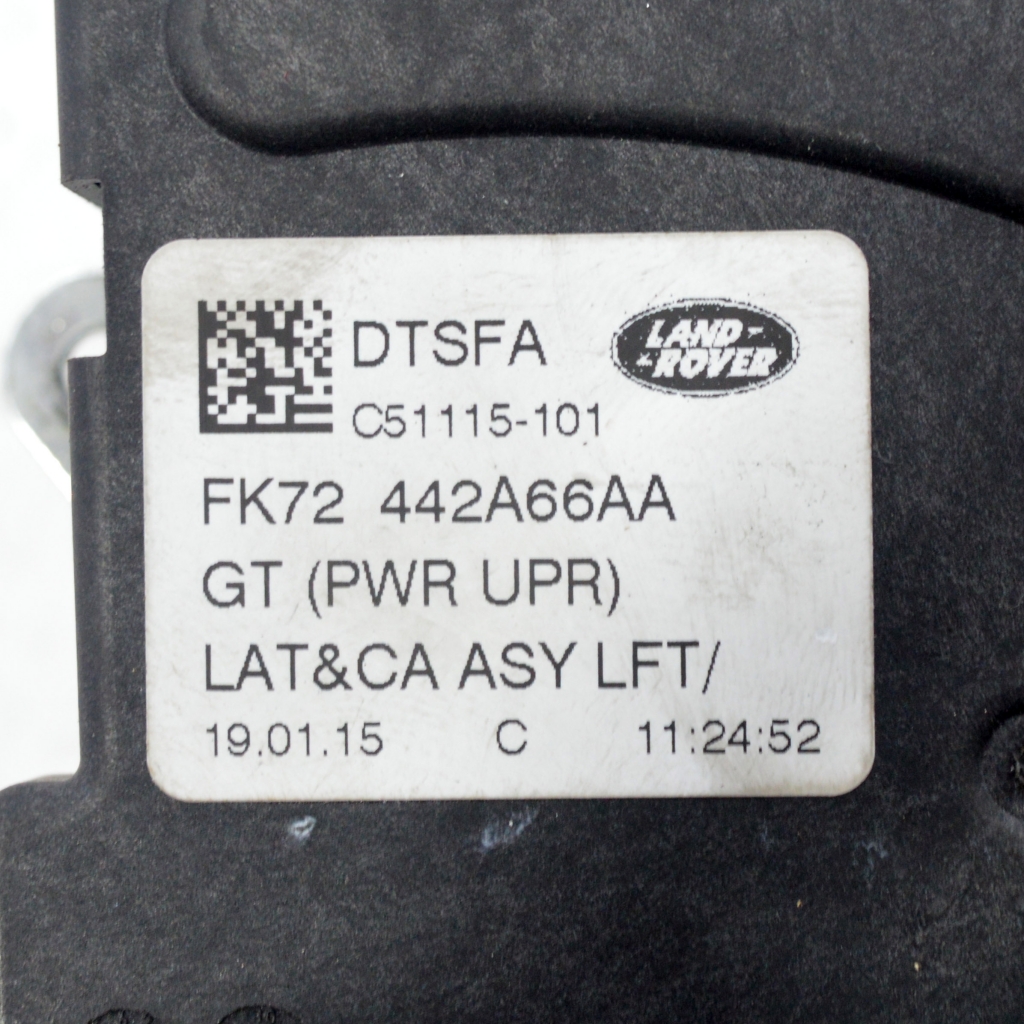 DTSFA
LAND-
-ROVER
C51115-101
FK72 442A66AA
GT (PWR UPR)
LAT&CA ASY LFT/
19.01.15 C 11:24:52